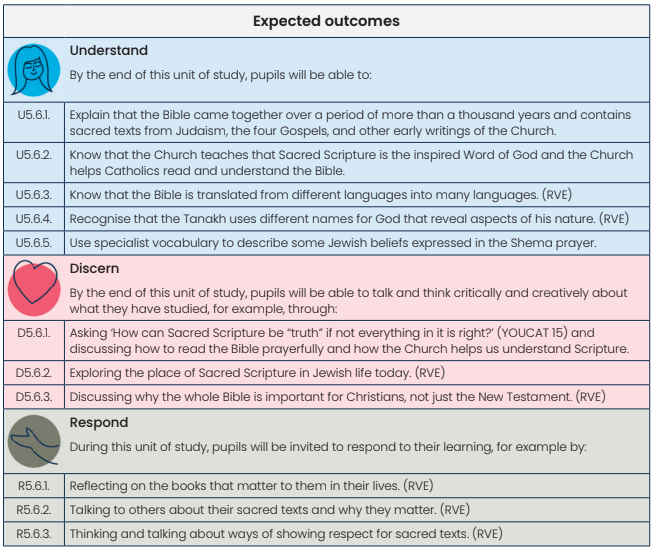 Expected outcomes
Understand
By the end of this unit of study, pupils will be able to:
U5.6.1. Explain that the Bible came together over a period of more than a thousand years and contains
sacred texts from Judaism, the four Gospels, and other early writings of the Church.
U5.6.2. Know that the Church teaches that Sacred Scripture is the inspired Word of God and the Church
helps Catholics read and understand the Bible.
U5.6.3. Know that the Bible is translated from different languages into many languages. (RVE)
U5.6.4. Recognise that the Tanakh uses different names for God that reveal aspects of his nature. (RVE)
U5.6.5. Use specialist vocabulary to describe some Jewish beliefs expressed in the Shema prayer.
Discern
By the end of this unit of study, pupils will be able to talk and think critically and creatively about
what they have studied, for example, through:
D5.6.1. Asking ‘How can Sacred Scripture be “truth” if not everything in it is right?’ (YOUCAT 15) and
discussing how to read the Bible prayerfully and how the Church helps us understand Scripture.
D5.6.2. Exploring the place of Sacred Scripture in Jewish life today. (RVE)
D5.6.3. Discussing why the whole Bible is important for Christians, not just the New Testament. (RVE)
Respond
During this unit of study, pupils will be invited to respond to their learning, for example by:
R5.6.1. Reflecting on the books that matter to them in their lives. (RVE)
R5.6.2. Talking to others about their sacred texts and why they matter. (RVE)
R5.6.3. Thinking and talking about ways of showing respect for sacred texts. (RVE)